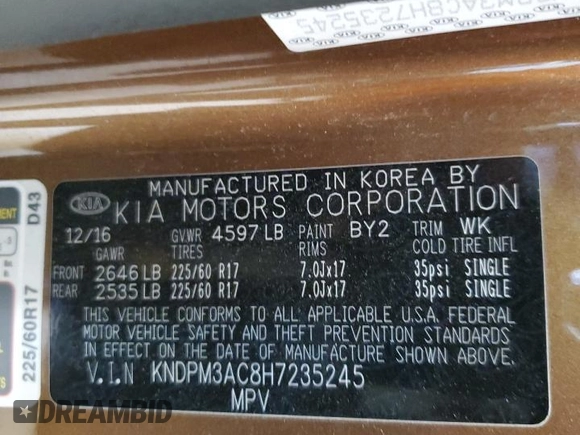 PM3AC8H7235245
KIA KIA
MANUFACTURED IN KOREA BY
KIA KIA MOTORS CORPORATION
12/16 GVWR 4597 LB PAINT BY2 TRIM WK
GAWR TIRES RIMS COLD TIRE INFL
FRONT 2646 LB 225/60 R17 7.0Jx17 35psi SINGLE
REAR 2535 LB 225/60 R17 7.0Jx17 35psi SINGLE
THIS VEHICLE CONFORMS TO ALL APPLICABLE U.S.A. FEDERAL
MOTOR VEHICLE SAFETY AND THEFT PREVENTION STANDARDS
IN EFFECT ON THE DATE OF MANUFACTURE SHOWN ABOVE.
V.I.N KNDPM3AC8H7235245
MPV
D43
225/60R17
DREAMBID